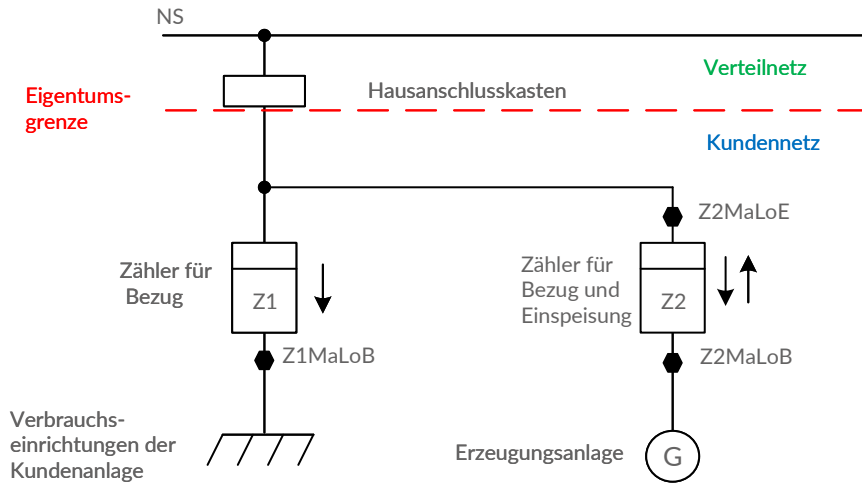 NS
Verteilnetz
Hausanschlusskasten
Eigentums-
grenze
Kundennetz
Z2MaLoE
Zähler für
Bezug
Z1
Zähler für
Bezug und
Einspeisung
Z2
Z1MaLoB
Z2MaLoB
Verbrauchs-
einrichtungen der
Kundenanlage
Erzeugungsanlage
G